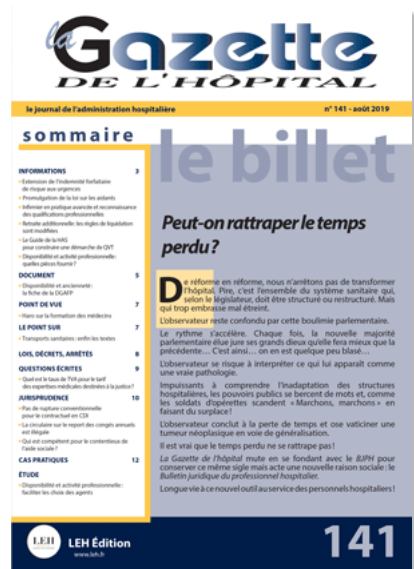 la Gazette
DE L'HÔPITAL
le journal de l'administration hospitalière
n° 141 - août 2019
sommaire
INFORMATIONS 3
• Extension de l'indemnité forfaitaire
de risque aux urgences
• Promulgation de la loi sur les aidants
• Infirmier en pratique avancée et reconnaissance
des qualifications professionnelles
• Retraite additionnelle : les règles de liquidation
sont modifiées
• Le Guide de la HAS
pour construire une démarche de QVT
• Disponibilité et activité professionnelle :
quelles pièces fournir ?
DOCUMENT 5
• Disponibilité et ancienneté :
la fiche de la DGAFP
POINT DE VUE 7
• Haro sur la formation des médecins
LE POINT SUR 7
• Transports sanitaires : enfin les textes
LOIS, DÉCRETS, ARRÊTÉS 8
QUESTIONS ÉCRITES 9
• Quel est le taux de TVA pour le tarif
des expertises médicales destinées à la justice ?
JURISPRUDENCE 10
• Pas de rupture conventionnelle
pour le contractuel en CDI
• La circulaire sur le report des congés annuels
est illégale
• Qui est compétent pour le contentieux de
l'aide sociale ?
CAS PRATIQUES 12
ÉTUDE
• Disponibilité et activité professionnelle :
faciliter les choix des agents
le billet
Peut-on rattraper le temps
perdu ?
De réforme en réforme, nous n'arrêtons pas de transformer
l'hôpital. Pire, c'est l'ensemble du système sanitaire qui,
selon le législateur, doit être structuré ou restructuré. Mais
qui trop embrasse mal étreint.
L'observateur reste confondu par cette boulimie parlementaire.
Le rythme s'accélère. Chaque fois, la nouvelle majorité
parlementaire élue jure ses grands dieux qu'elle fera mieux que la
précédente… C'est ainsi… on en est quelque peu blasé…
L'observateur se risque à interpréter ce qui lui apparaît comme
une vraie pathologie.
Impuissants à comprendre l'inadaptation des structures
hospitalières, les pouvoirs publics se bercent de mots et, comme
les soldats d'opérettes scandent « Marchons, marchons » en
faisant du surplace !
L'observateur conclut à la perte de temps et ose vaticiner une
tumeur néoplasique en voie de généralisation.
Il est vrai que le temps perdu ne se rattrape pas !
La Gazette de l'hôpital mute en se fondant avec le BJPH pour
conserver ce même sigle mais acte une nouvelle raison sociale : le
Bulletin juridique du professionnel hospitalier.
Longue vie à ce nouvel outil au service des personnels hospitaliers !
LEH
LEH Édition
www.leh.fr
141